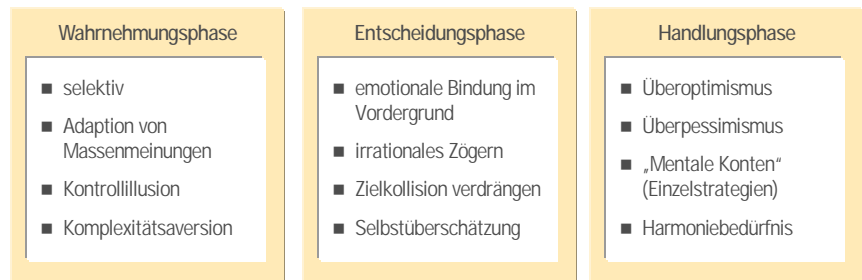 Wahrnehmungsphase
■ selektiv
■ Adaption von
Massenmeinungen
■ Kontrollillusion
■ Komplexitätsaversion
Entscheidungsphase
■ emotionale Bindung im
Vordergrund
■ irrationales Zögern
■ Zielkollision verdrängen
■ Selbstüberschätzung
Handlungsphase
■ Überoptimismus
■ Überpessimismus
■ „Mentale Konten“
(Einzelstrategien)
■ Harmoniebedürfnis